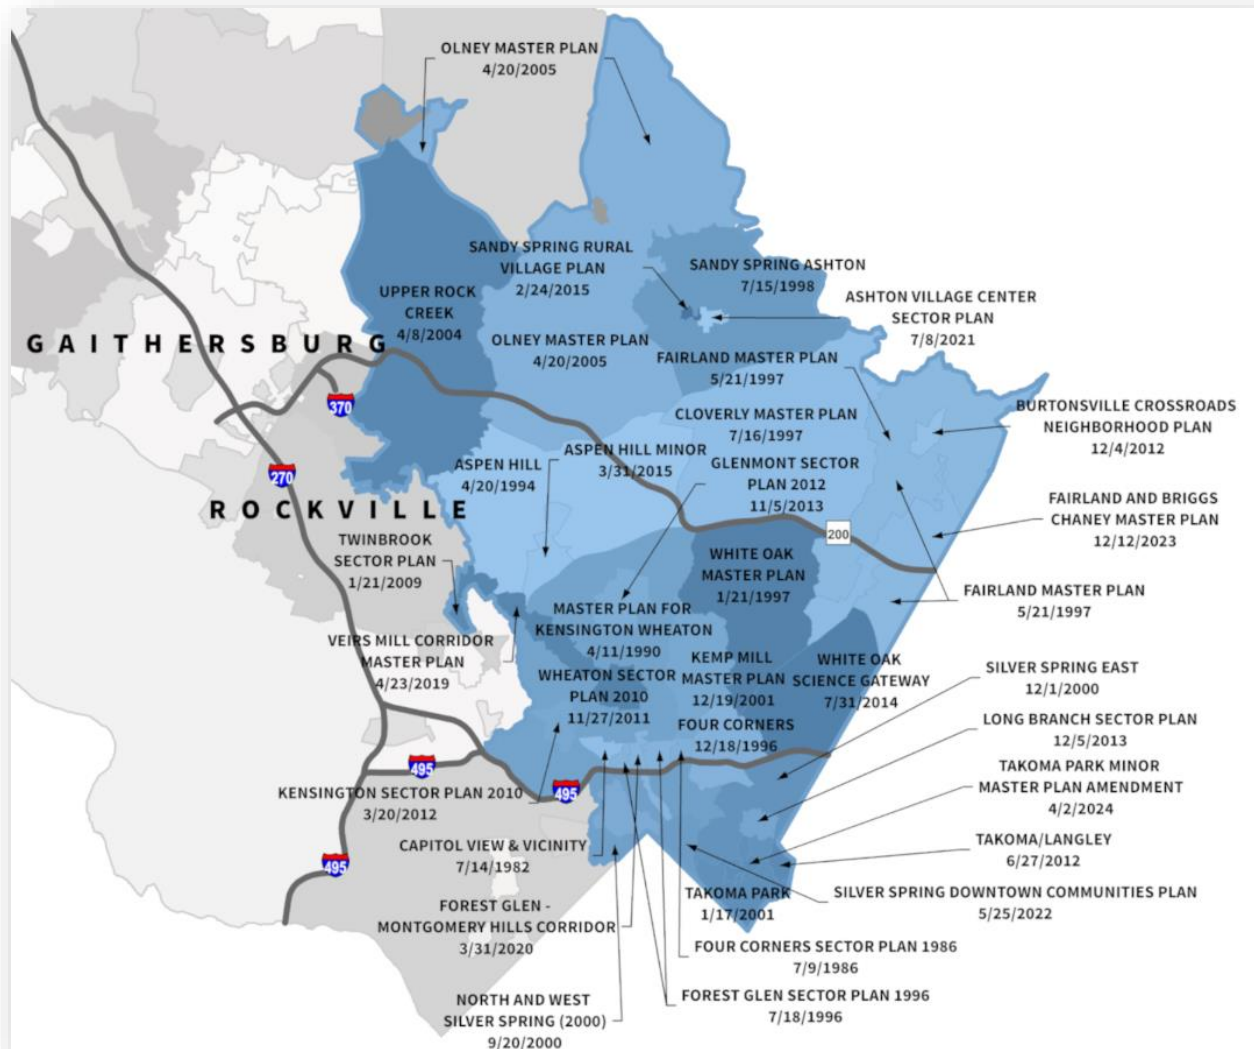 OLNEY MASTER PLAN
4/20/2005
SANDY SPRING RURAL
VILLAGE PLAN
2/24/2015
SANDY SPRING ASHTON
7/15/1998
ASHTON VILLAGE CENTER
SECTOR PLAN
7/8/2021
UPPER ROCK
CREEK
4/8/2004
GAITHERSBURG
OLNEY MASTER PLAN
4/20/2005
FAIRLAND MASTER PLAN
5/21/1997
370
CLOVERLY MASTER PLAN
7/16/1997
BURTONSVILLE CROSSROADS
NEIGHBORHOOD PLAN
12/4/2012
270
ASPEN HILL
4/20/1994
ASPEN HILL MINOR
3/31/2015
GLENMONT SECTOR
PLAN 2012
11/5/2013
ROCKVILLE
FAIRLAND AND BRIGGS
CHANEY MASTER PLAN
12/12/2023
200
TWINBROOK
SECTOR PLAN
1/21/2009
WHITE OAK
MASTER PLAN
1/21/1997
FAIRLAND MASTER PLAN
5/21/1997
MASTER PLAN FOR
KENSINGTON WHEATON
4/11/1990
VEIRS MILL CORRIDOR
MASTER PLAN
4/23/2019
KEMP MILL
MASTER PLAN
12/19/2001
WHITE OAK
SCIENCE GATEWAY
7/31/2014
SILVER SPRING EAST
12/1/2000
WHEATON SECTOR
PLAN 2010
11/27/2011
FOUR CORNERS
12/18/1996
LONG BRANCH SECTOR PLAN
12/5/2013
495
TAKOMA PARK MINOR
MASTER PLAN AMENDMENT
4/2/2024
KENSINGTON SECTOR PLAN 2010
3/20/2012
495
CAPITOL VIEW & VICINITY
7/14/1982
TAKOMA/LANGLEY
6/27/2012
495
TAKOMA PARK
1/17/2001
SILVER SPRING DOWNTOWN COMMUNITIES PLAN
5/25/2022
FOREST GLEN -
MONTGOMERY HILLS CORRIDOR
3/31/2020
FOUR CORNERS SECTOR PLAN 1986
7/9/1986
NORTH AND WEST
SILVER SPRING (2000)
9/20/2000
FOREST GLEN SECTOR PLAN 1996
7/18/1996